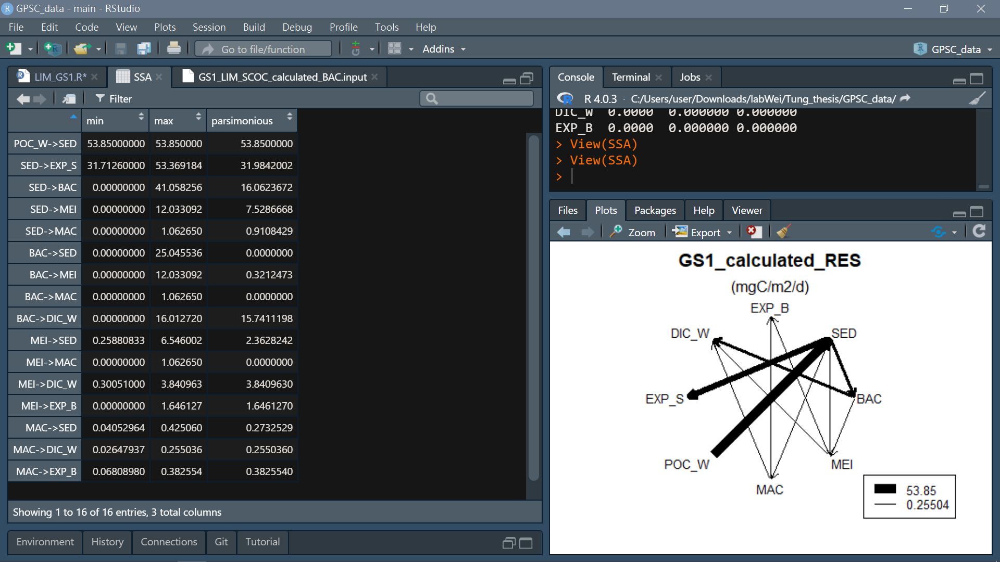 GPSC_data - main - RStudio
File Edit Code View Plots Session Build Debug Profile Tools Help
Go to file/function Addins GPSC_data
LIM_GS1.R* SSA GS1_LIM_SCOC_calculated_BAC.input
Filter
min max parsimonious
POC_W->SED 53.85000000 53.850000 53.8500000
SED->EXP_S 31.71260000 53.369184 31.9842002
SED->BAC 0.00000000 41.058256 16.0623672
SED->MEI 0.00000000 12.033092 7.5286668
SED->MAC 0.00000000 1.062650 0.9108429
BAC->SED 0.00000000 25.045536 0.0000000
BAC->MEI 0.00000000 12.033092 0.3212473
BAC->MAC 0.00000000 1.062650 0.0000000
BAC->DIC_W 0.00000000 16.012720 15.7411198
MEI->SED 0.25880833 6.546002 2.3628242
MEI->MAC 0.00000000 1.062650 0.0000000
MEI->DIC_W 0.30051000 3.840963 3.8409630
MEI->EXP_B 0.00000000 1.646127 1.6461270
MAC->SED 0.04052964 0.425060 0.2732529
MAC->DIC_W 0.02647937 0.255036 0.2550360
MAC->EXP_B 0.06808980 0.382554 0.3825540
Showing 1 to 16 of 16 entries, 3 total columns
Environment History Connections Git Tutorial
Console Terminal Jobs
R 4.0.3 · C:/Users/user/Downloads/labWei/Tung_thesis/GPSC_data/
DIC_W 0.0000 0.000000 0.000000
EXP_B 0.0000 0.000000 0.000000
> View(SSA)
> View(SSA)
>
Files Plots Packages Help Viewer
Zoom Export
GS1_calculated_RES
(mgC/m2/d)
EXP_B
DIC_W
SED
EXP_S
BAC
POC_W
MEI
MAC
53.85
0.25504